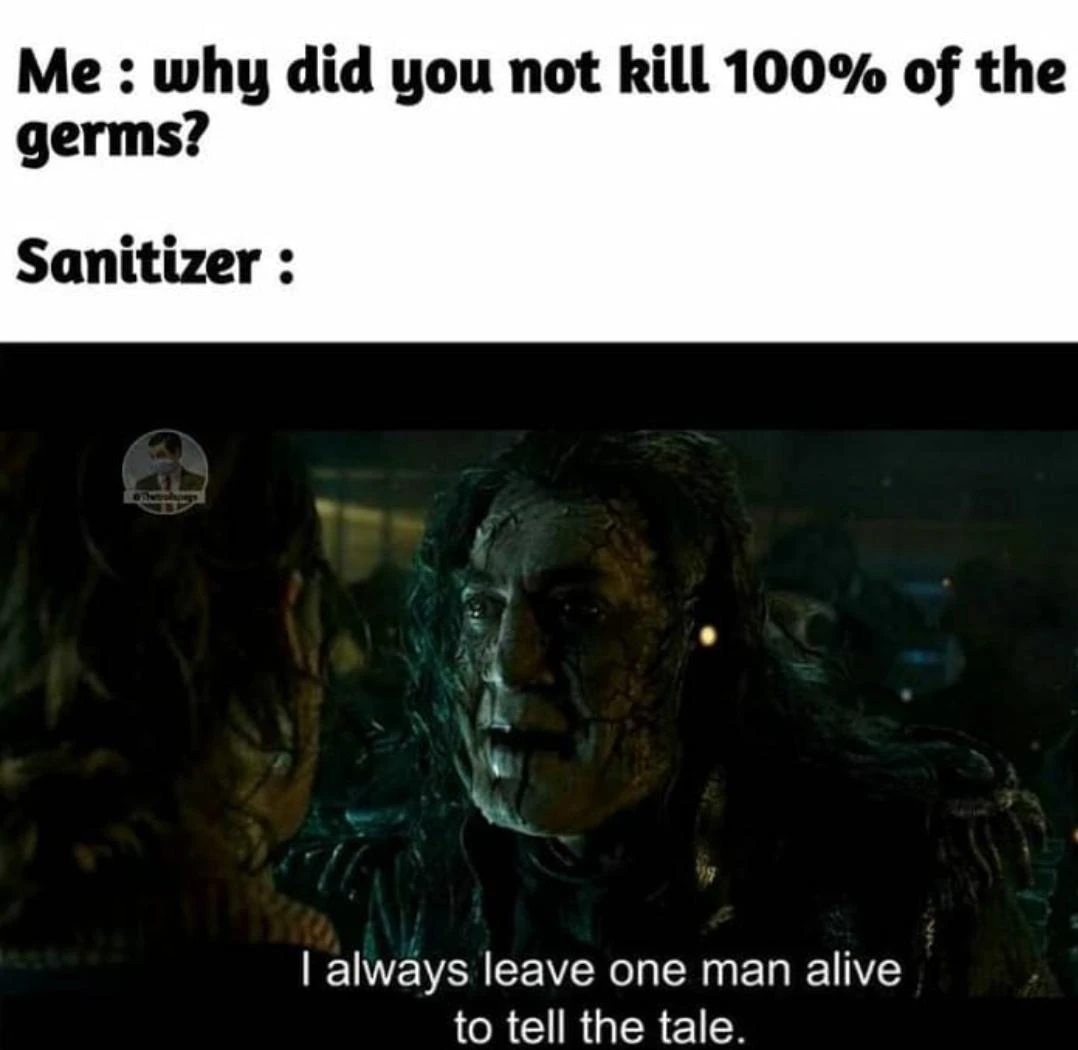 Me : why did you not kill 100% of the
germs?
Sanitizer :
I always leave one man alive
to tell the tale.